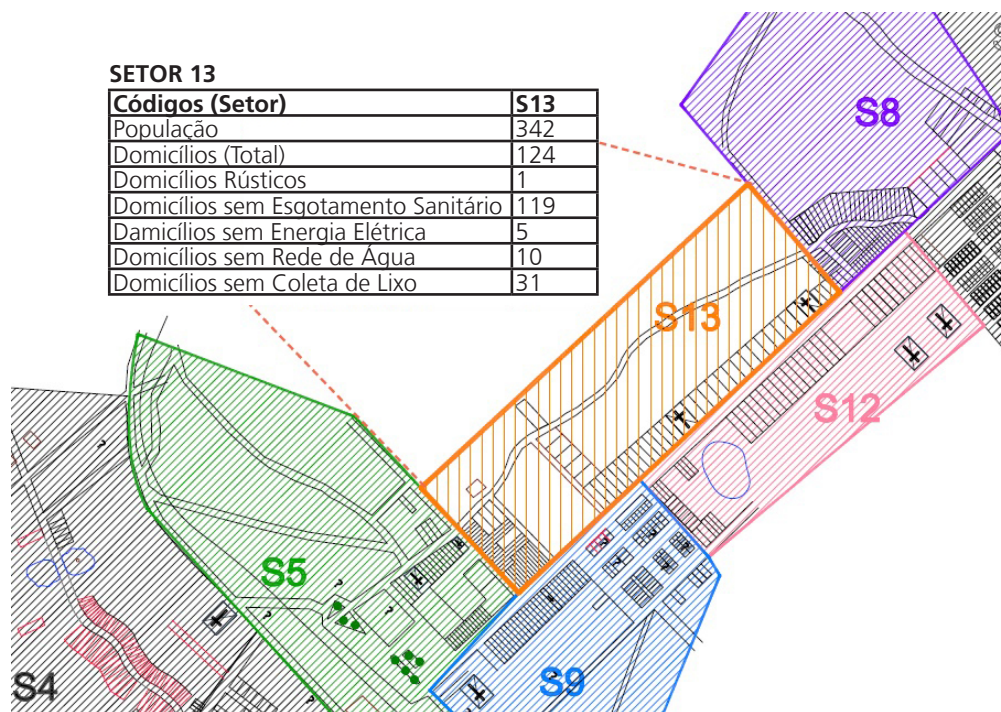 SETOR 13
Códigos (Setor) S13
População 342
Domicílios (Total) 124
Domicílios Rústicos 1
Domicílios sem Esgotamento Sanitário 119
Damicílios sem Energia Elétrica 5
Domicílios sem Rede de Água 10
Domicílios sem Coleta de Lixo 31
S8
S13
S12
S5
S9
S4